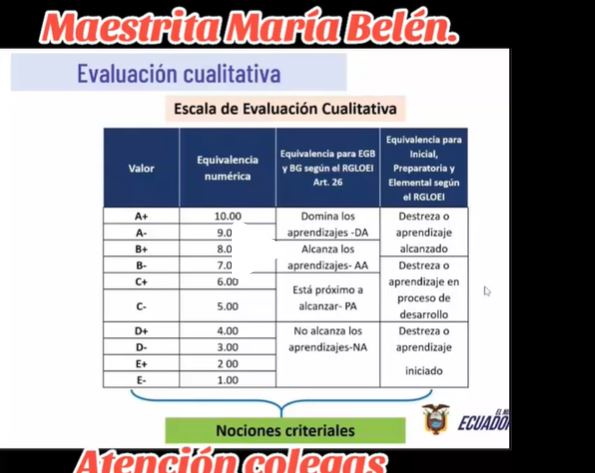 Maestrita María Belén.
Evaluación cualitativa
Escala de Evaluación Cualitativa
Valor
Equivalencia
numérica
Equivalencia para EGB
y BG según el RGLOEI
Art. 26
Equivalencia para
Inicial,
Preparatoria y
Elemental según
el RGLOEI
A+ 10.00 Domina los Destreza o
A- 9.0 aprendizajes -DA aprendizaje
B+ 8.0 Alcanza los alcanzado
B- 7.0 aprendizajes- AA Destreza o
C+ 6.00 Está próximo a aprendizaje en
C- 5.00 alcanzar- PA proceso de
desarrollo
D+ 4.00 No alcanza los Destreza o
D- 3.00 aprendizajes-NA aprendizaje
E+ 2 00 iniciado
E- 1.00
Nociones criteriales
ECUADO
Atención colegas